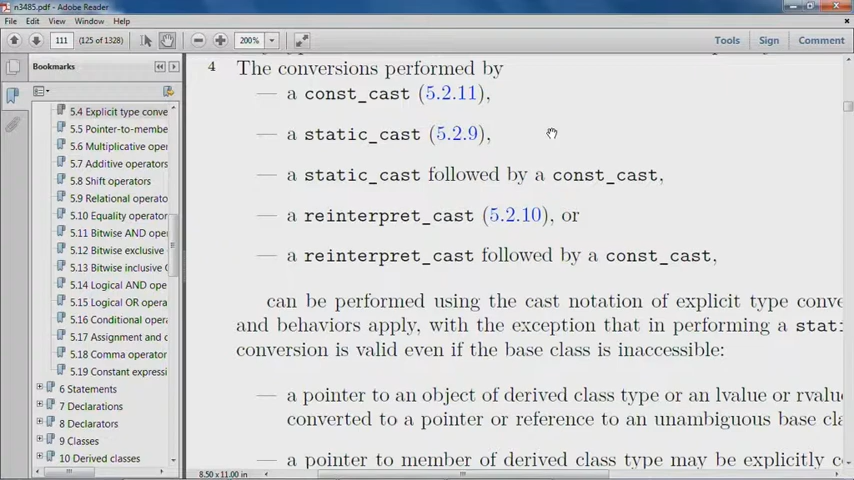 n3485.pdf - Adobe Reader
File Edit View Window Help
111 (125 of 1328) 200% Tools Sign Comment
Bookmarks
5.4 Explicit type conve
5.5 Pointer-to-membe
5.6 Multiplicative oper
5.7 Additive operators
5.8 Shift operators
5.9 Relational operator
5.10 Equality operator
5.11 Bitwise AND oper
5.12 Bitwise exclusive
5.13 Bitwise inclusive (
5.14 Logical AND ope
5.15 Logical OR opera
5.16 Conditional opera
5.17 Assignment and c
5.18 Comma operator
5.19 Constant expressi
6 Statements
7 Declarations
8 Declarators
9 Classes
10 Derived classes
4 The conversions performed by
— a const_cast (5.2.11),
— a static_cast (5.2.9),
— a static_cast followed by a const_cast,
— a reinterpret_cast (5.2.10), or
— a reinterpret_cast followed by a const_cast,
can be performed using the cast notation of explicit type conve
and behaviors apply, with the exception that in performing a stati
conversion is valid even if the base class is inaccessible:
— a pointer to an object of derived class type or an lvalue or rvalu
converted to a pointer or reference to an unambiguous base cla
— a pointer to member of derived class type may be explicitly c
8.50 x 11.00 in